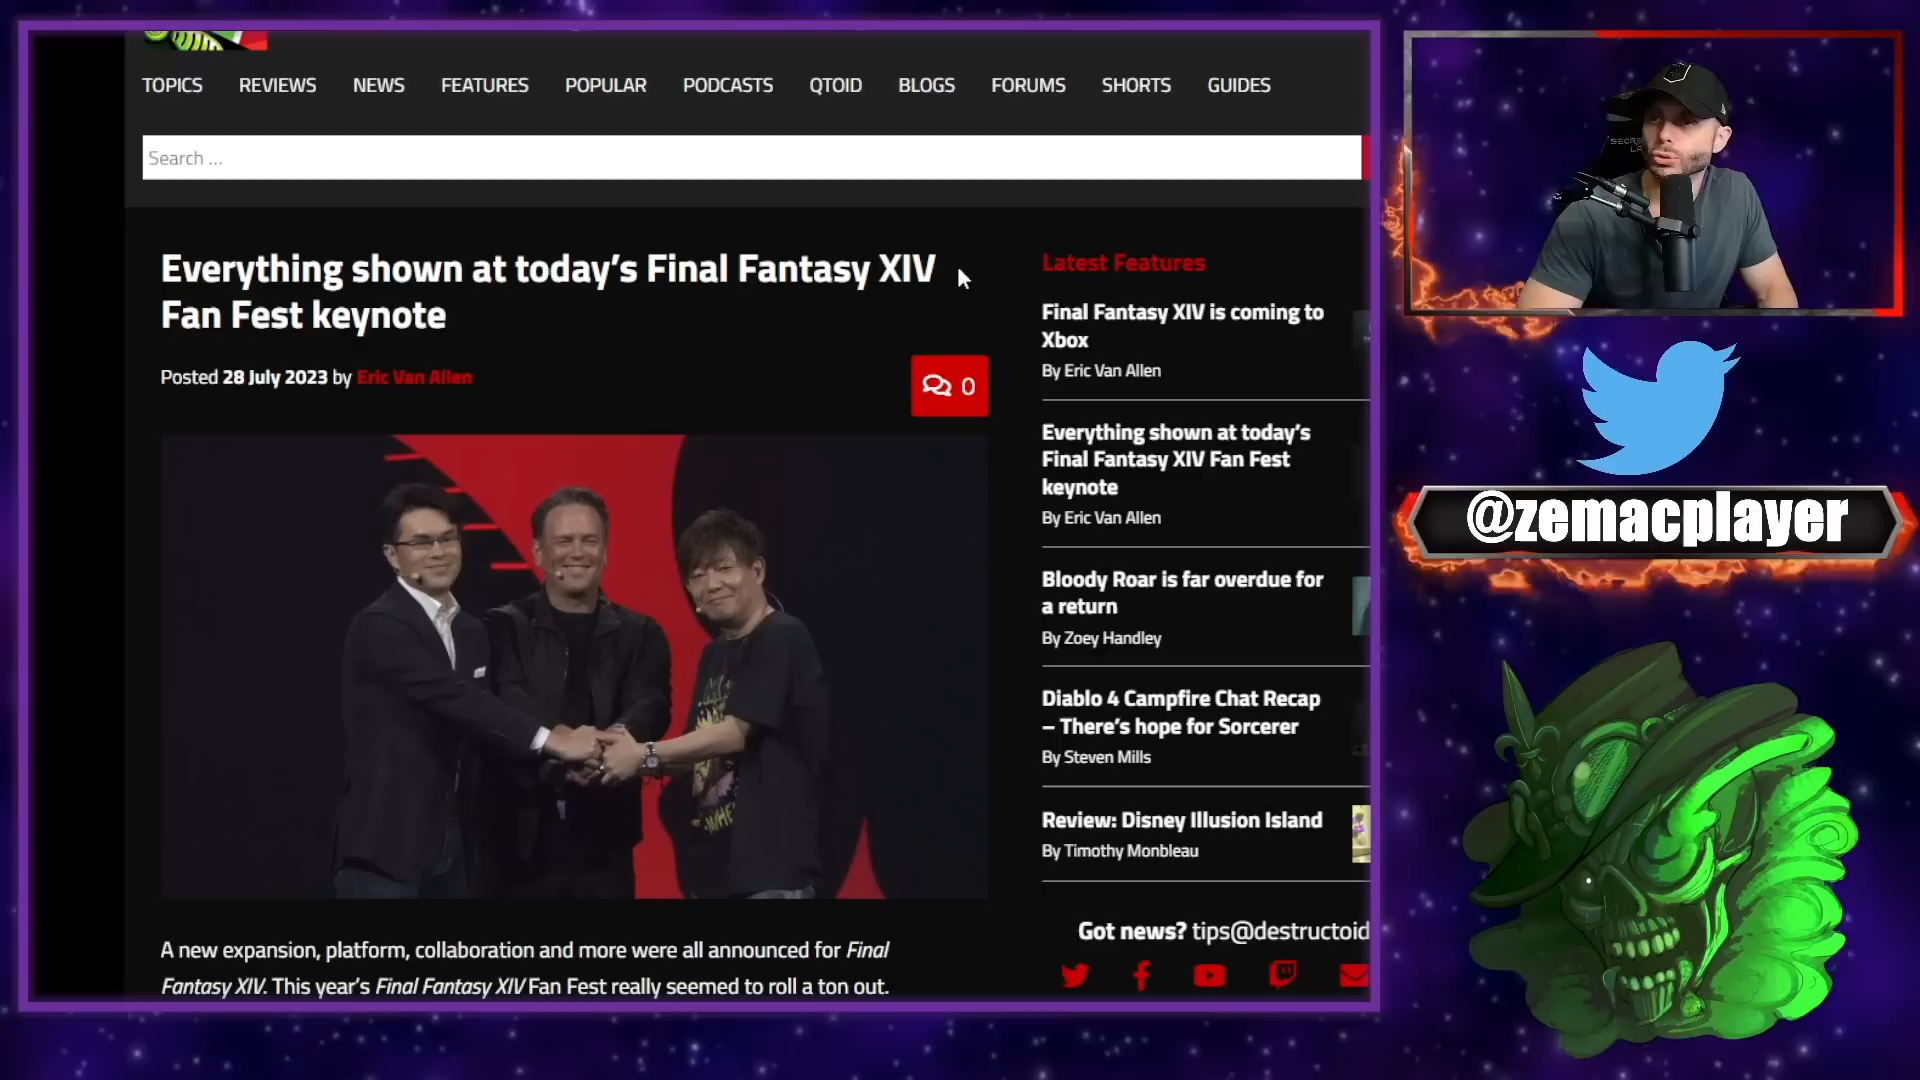 TOPICS REVIEWS NEWS FEATURES POPULAR PODCASTS QTOID BLOGS FORUMS SHORTS GUIDES
Search ...
Everything shown at today's Final Fantasy XIV
Fan Fest keynote
Posted 28 July 2023 by Eric Van Allen
0
A new expansion, platform, collaboration and more were all announced for Final
Fantasy XIV. This year's Final Fantasy XIV Fan Fest really seemed to roll a ton out.
Latest Features
Final Fantasy XIV is coming to
Xbox
By Eric Van Allen
Everything shown at today's
Final Fantasy XIV Fan Fest
keynote
By Eric Van Allen
Bloody Roar is far overdue for
a return
By Zoey Handley
Diablo 4 Campfire Chat Recap
– There's hope for Sorcerer
By Steven Mills
Review: Disney Illusion Island
By Timothy Monbleau
Got news? tips@destructoid
@zemacplayer